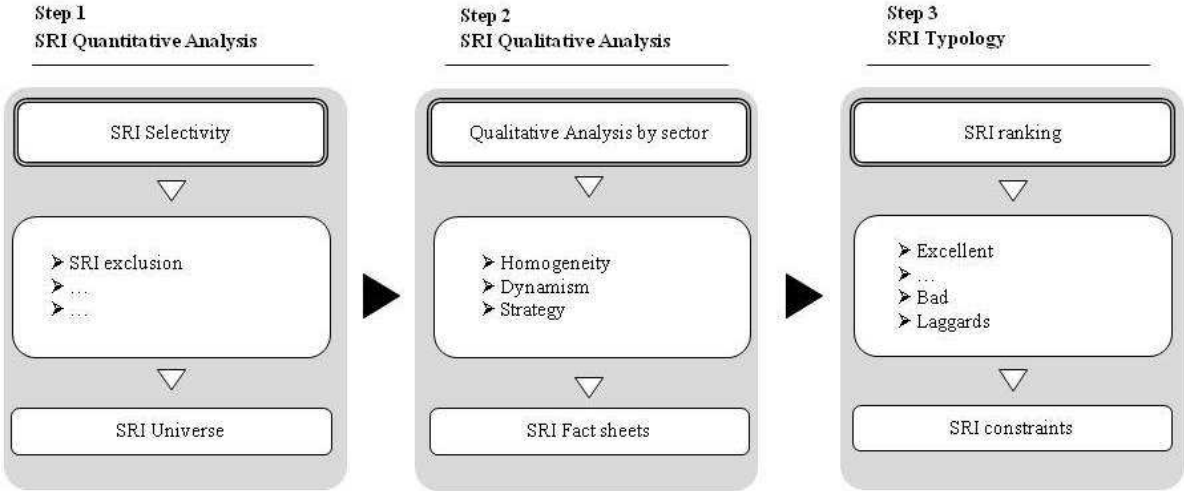 Step 1
SRI Quantitative Analysis
SRI Selectivity
➢ SRI exclusion
➢ …
➢ …
SRI Universe
Step 2
SRI Qualitative Analysis
Qualitative Analysis by sector
➢ Homogeneity
➢ Dynamism
➢ Strategy
SRI Fact sheets
Step 3
SRI Typology
SRI ranking
➢ Excellent
➢ …
➢ Bad
➢ Laggards
SRI constraints